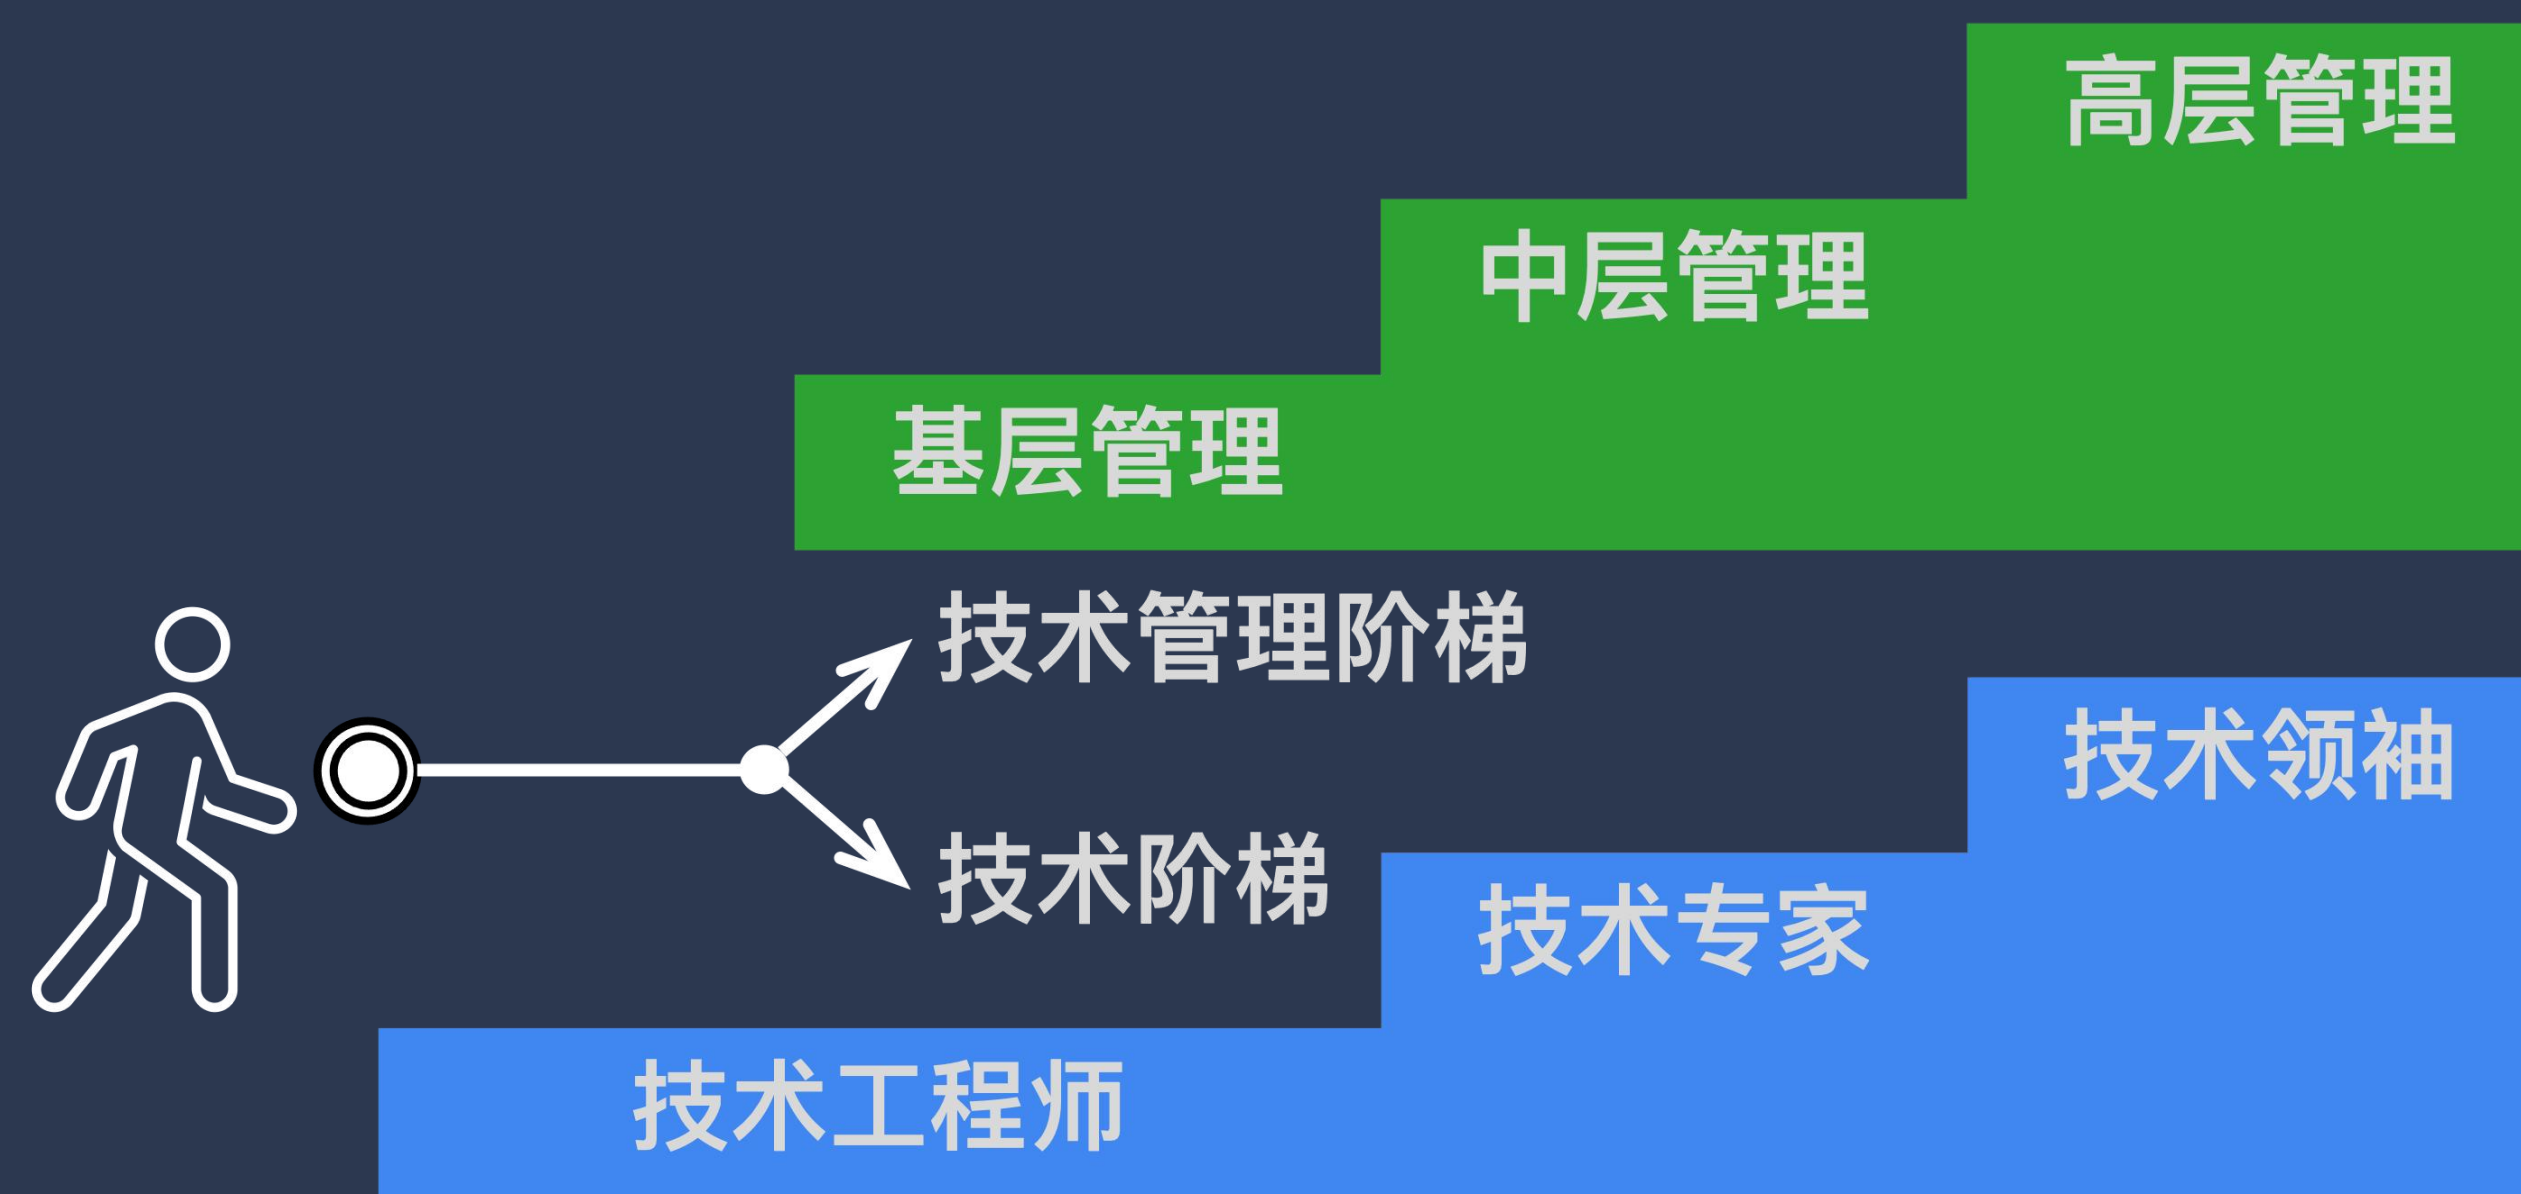 高层管理
中层管理
基层管理
技术管理阶梯
技术领袖
技术阶梯
技术专家
技术工程师